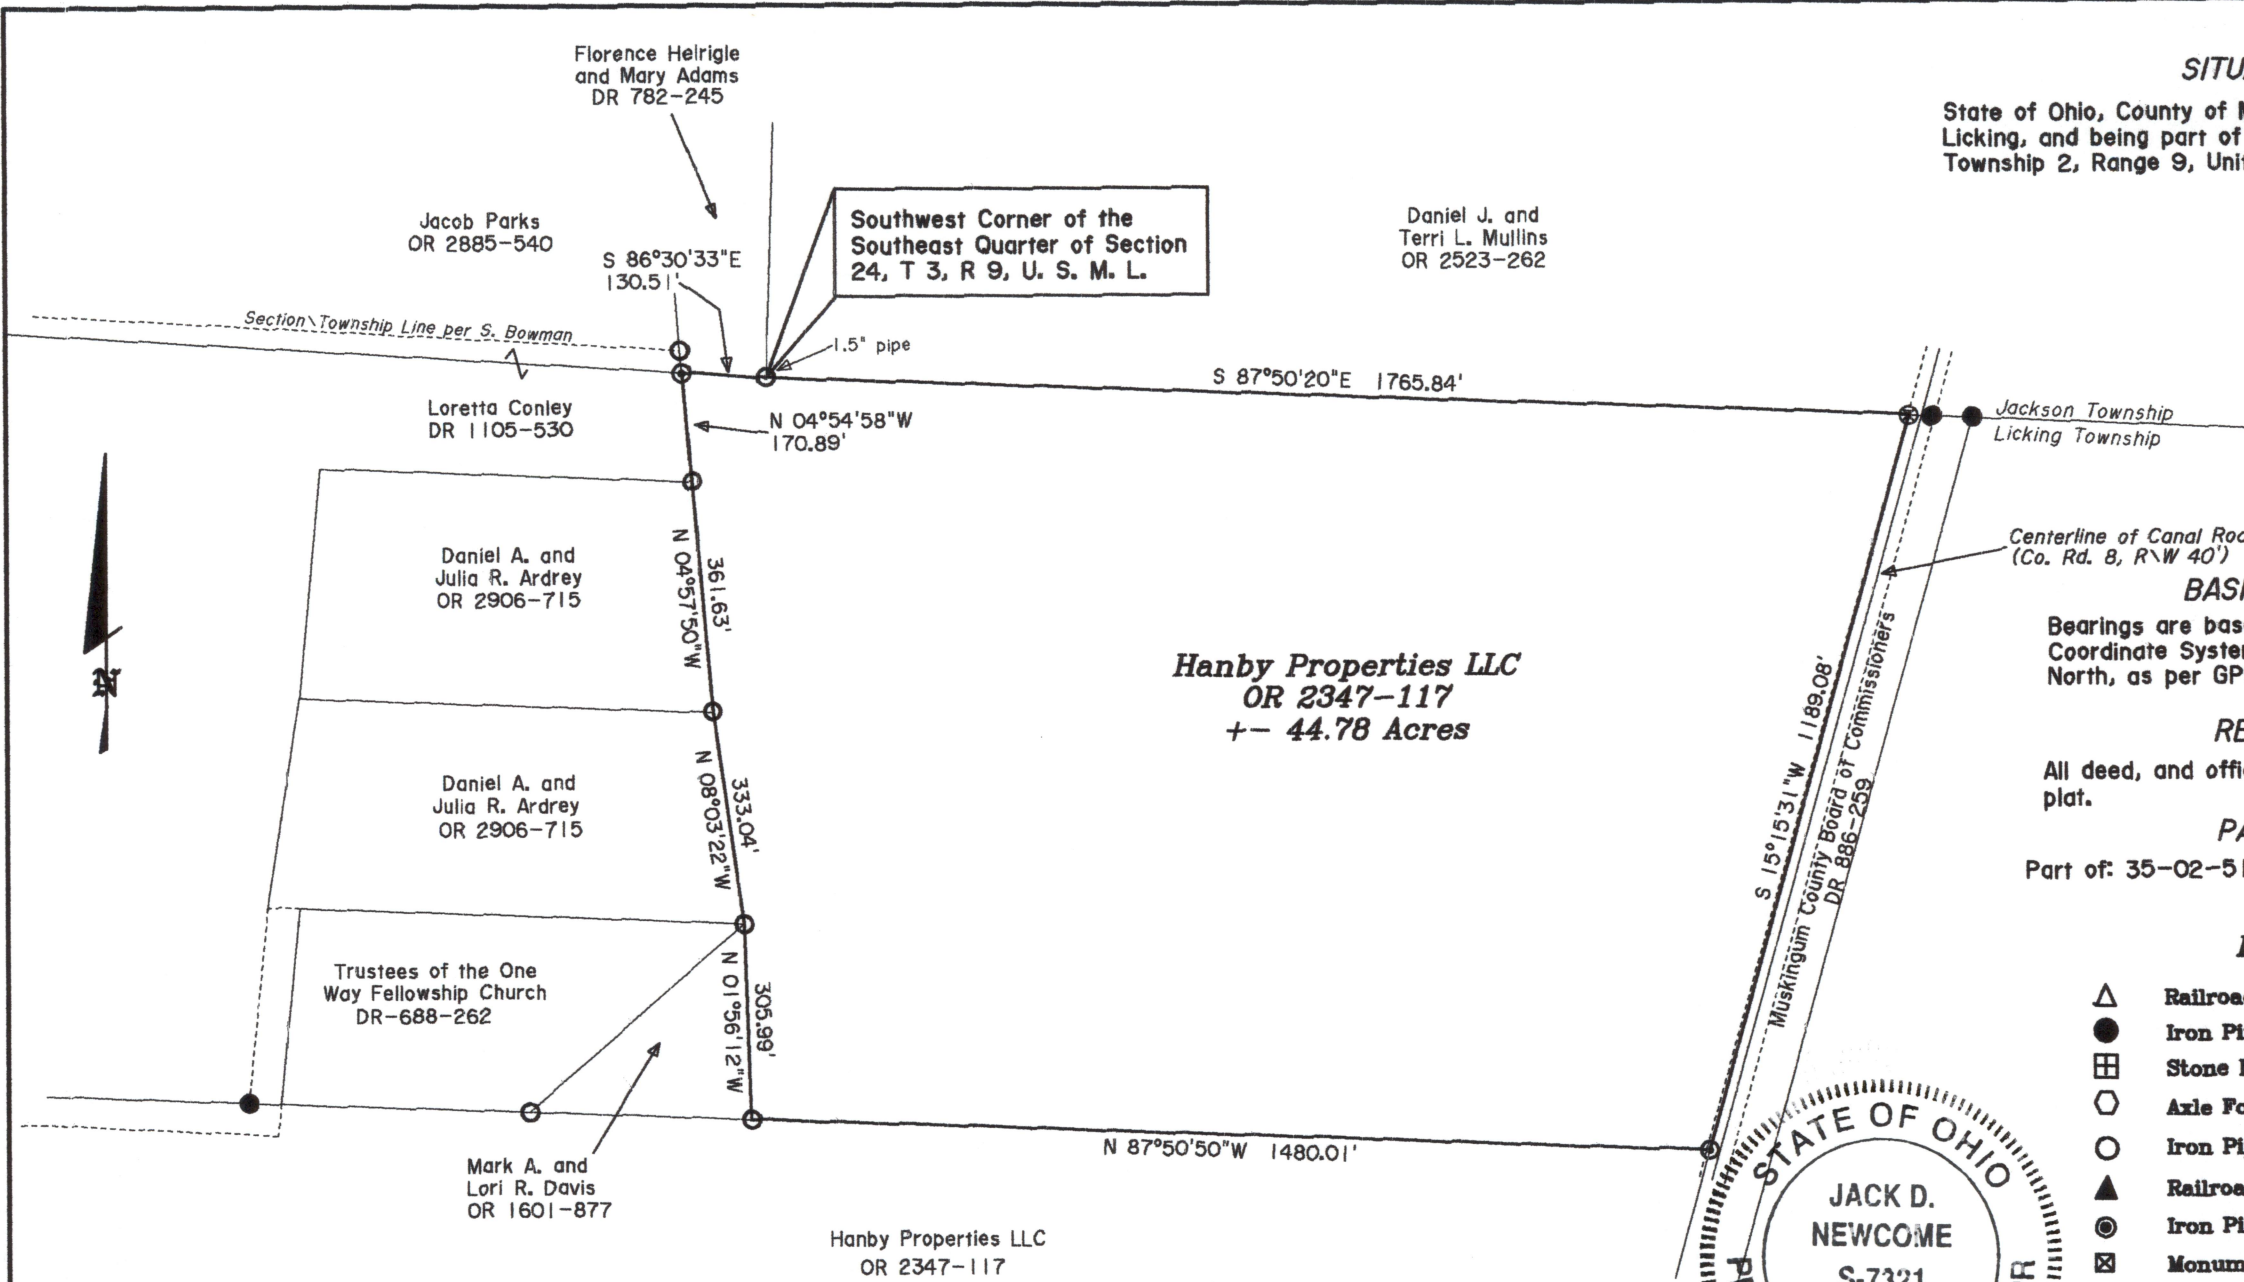 Florence Helrigle
and Mary Adams
DR 782-245
SITU
State of Ohio, County of
Licking, and being part of
Township 2, Range 9, Unit
Jacob Parks
OR 2885-540
S 86°30'33"E
130.51'
Southwest Corner of the
Southeast Quarter of Section
24, T 3, R 9, U. S. M. L.
Daniel J. and
Terri L. Mullins
OR 2523-262
Section\Township Line per S. Bowman
1.5" pipe
S 87°50'20"E 1765.84'
Loretta Conley
DR 1105-530
N 04°54'58"W
170.89'
Jackson Township
Licking Township
N 04°57'50"W
361.63'
Daniel A. and
Julia R. Ardrey
OR 2906-715
Centerline of Canal Roa
(Co. Rd. 8, R\W 40')
BASI
Bearings are bas
Coordinate Syste
North, as per GP
Hanby Properties LLC
OR 2347-117
+- 44.78 Acres
N
S 15°15'31"W 1189.08'
Muskingum County Board of Commissioners
DR 886-259
RE
All deed, and offi
plat.
PA
Part of: 35-02-51
N 08°03'22"W
333.04'
Daniel A. and
Julia R. Ardrey
OR 2906-715
Trustees of the One
Way Fellowship Church
DR-688-262
N 01°56'12"W
305.99'
Railroa
Iron Pi
Stone
Axle Fo
Iron Pi
Railroa
Iron Pi
Monum
N 87°50'50"W 1480.01'
Mark A. and
Lori R. Davis
OR 1601-877
Hanby Properties LLC
OR 2347-117
STATE OF OHIO
JACK D.
NEWCOME
S-7321